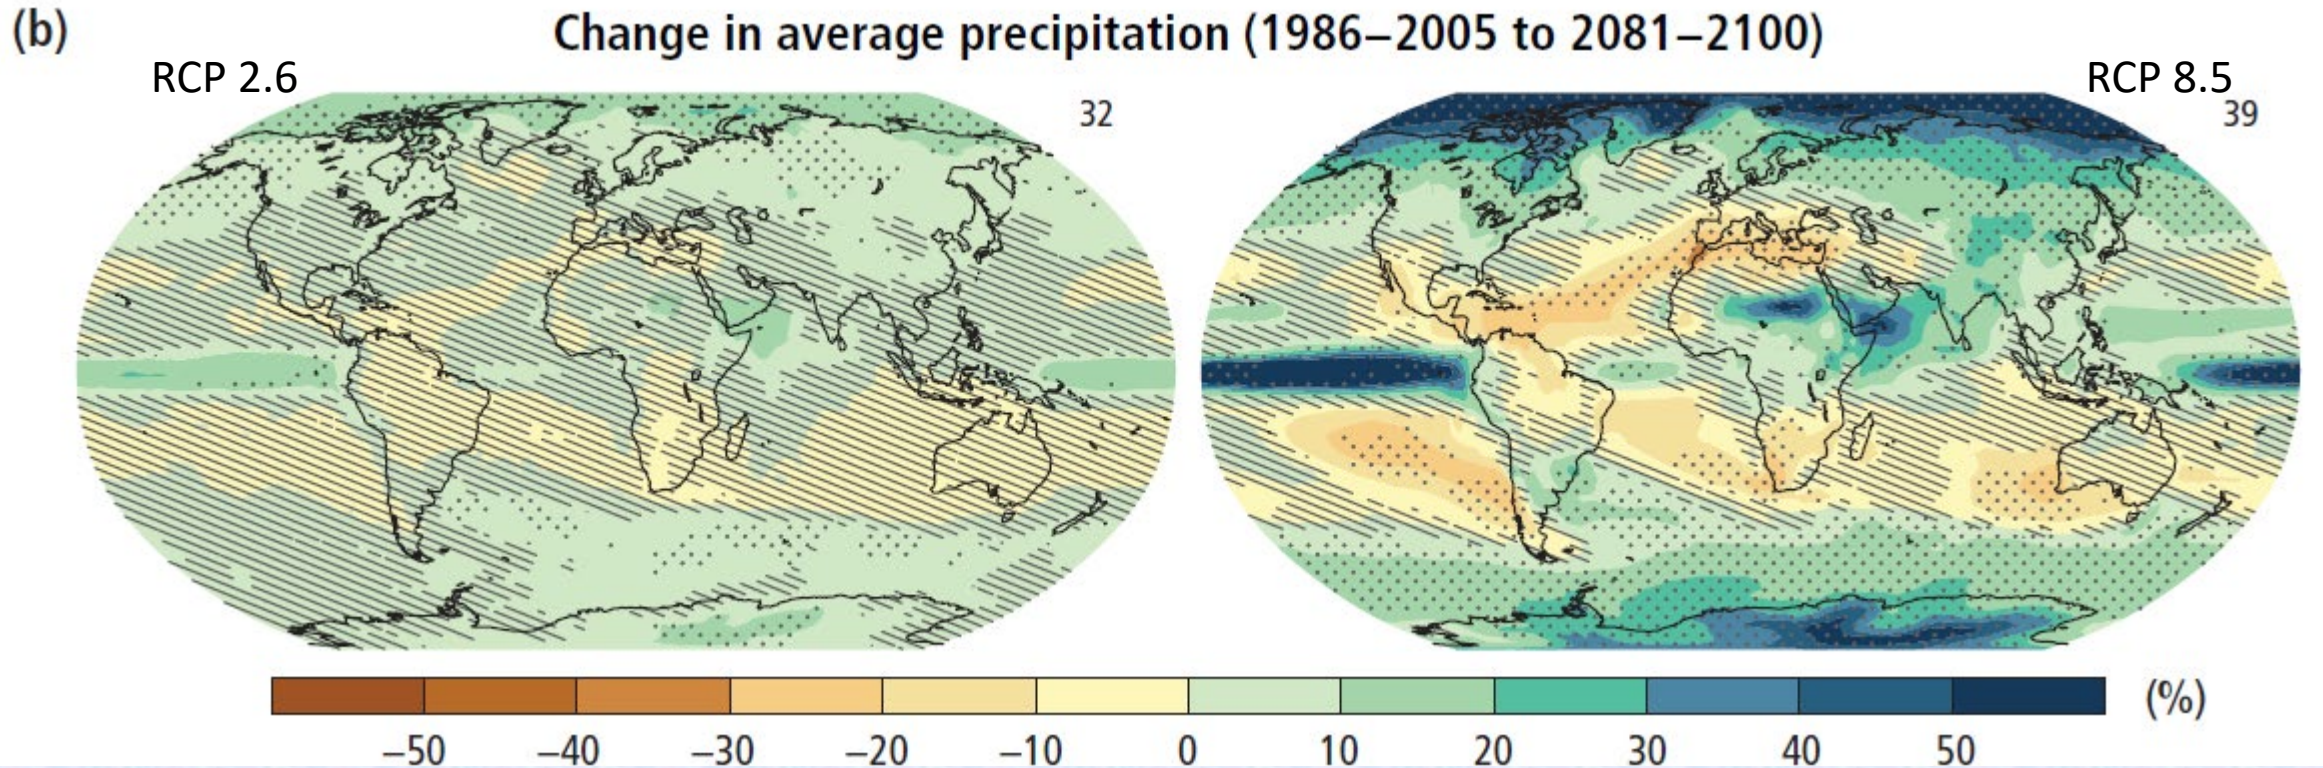 (b) Change in average precipitation (1986–2005 to 2081–2100)
RCP 2.6 RCP 8.5
32 39
(%)
–50 –40 –30 –20 –10 0 10 20 30 40 50